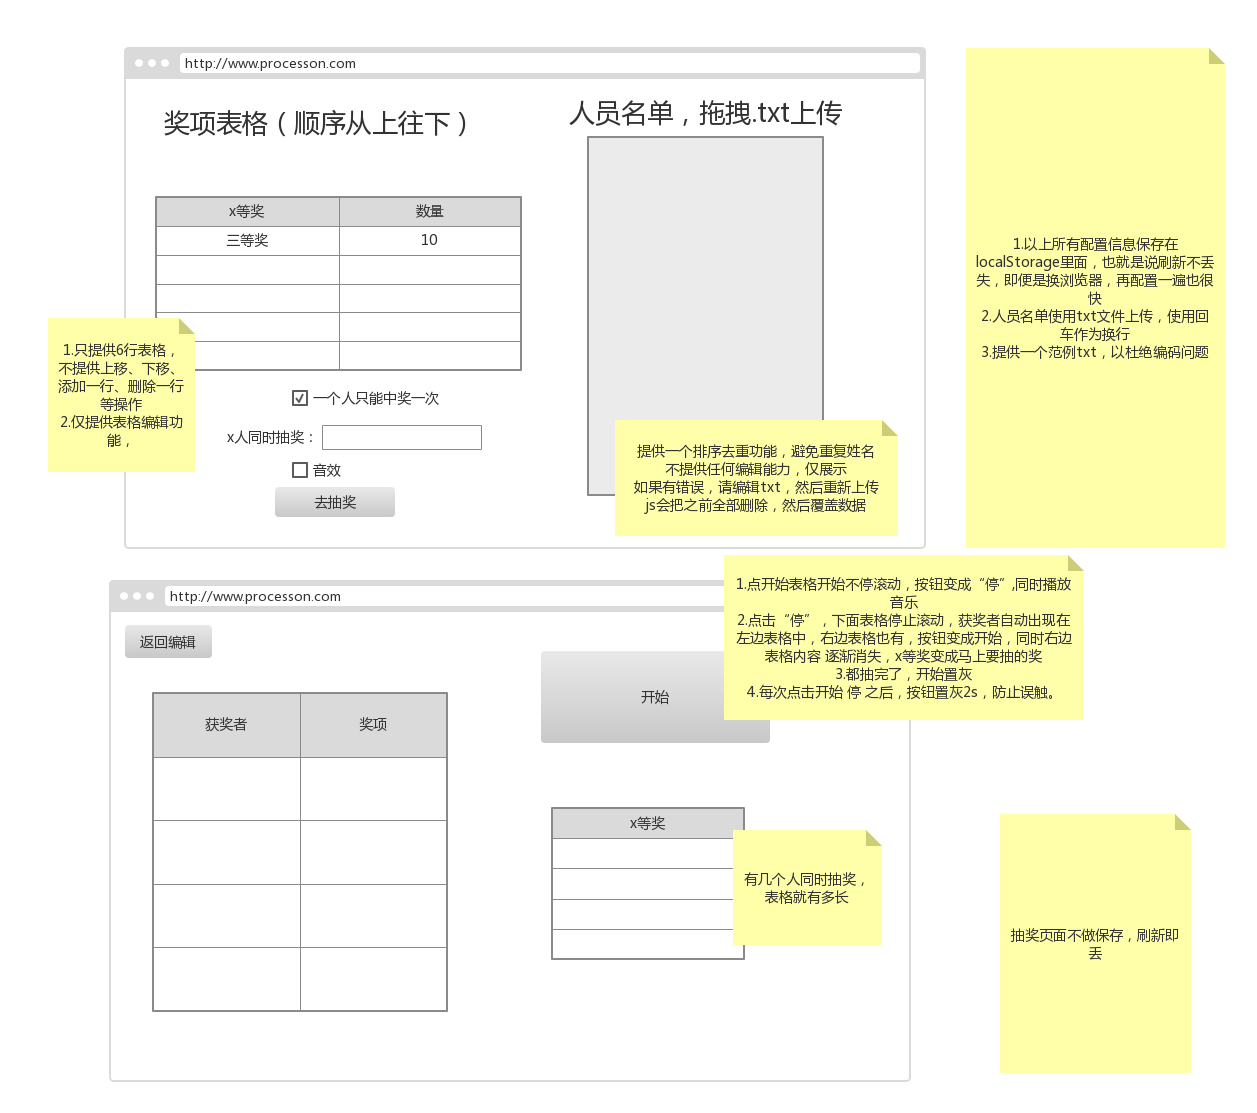 http://www.processon.com
奖项表格（顺序从上往下）
人员名单，拖拽.txt上传
x等奖 数量
三等奖 10
1.只提供6行表格，
不提供上移、下移、
添加一行、删除一行
等操作
2.仅提供表格编辑功
能，
一个人只能中奖一次
x人同时抽奖：
音效
去抽奖
提供一个排序去重功能，避免重复姓名
不提供任何编辑能力，仅展示
如果有错误，请编辑txt，然后重新上传
js会把之前全部删除，然后覆盖数据
1.以上所有配置信息保存在
localStorage里面，也就是说刷新不丢
失，即便是换浏览器，再配置一遍也很
快
2.人员名单使用txt文件上传，使用回
车作为换行
3.提供一个范例txt，以杜绝编码问题
http://www.processon.com
返回编辑
获奖者 奖项
开始
1.点开始表格开始不停滚动，按钮变成“停”,同时播放
音乐
2.点击“停”，下面表格停止滚动，获奖者自动出现在
左边表格中，右边表格也有，按钮变成开始，同时右边
表格内容 逐渐消失，x等奖变成马上要抽的奖
3.都抽完了，开始置灰
4.每次点击开始 停 之后，按钮置灰2s，防止误触。
x等奖
有几个人同时抽奖，
表格就有多长
抽奖页面不做保存，刷新即
丢